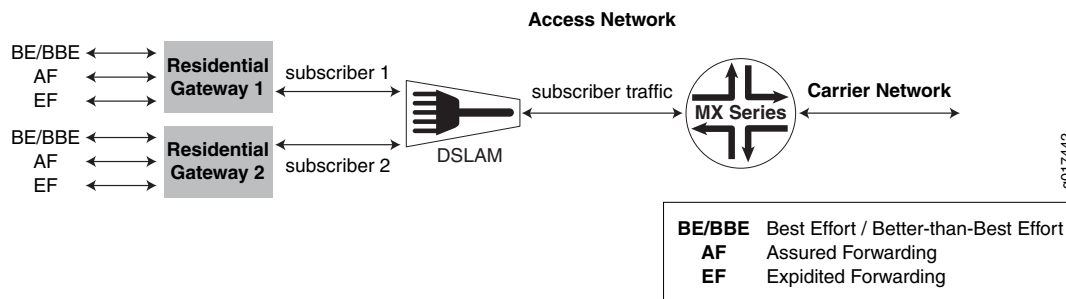 Access Network
BE/BBE
AF
EF
Residential
Gateway 1
subscriber 1
BE/BBE
AF
EF
Residential
Gateway 2
subscriber 2
DSLAM
subscriber traffic
MX Series
Carrier Network
g017443
BE/BBE Best Effort / Better-than-Best Effort
AF Assured Forwarding
EF Expidited Forwarding